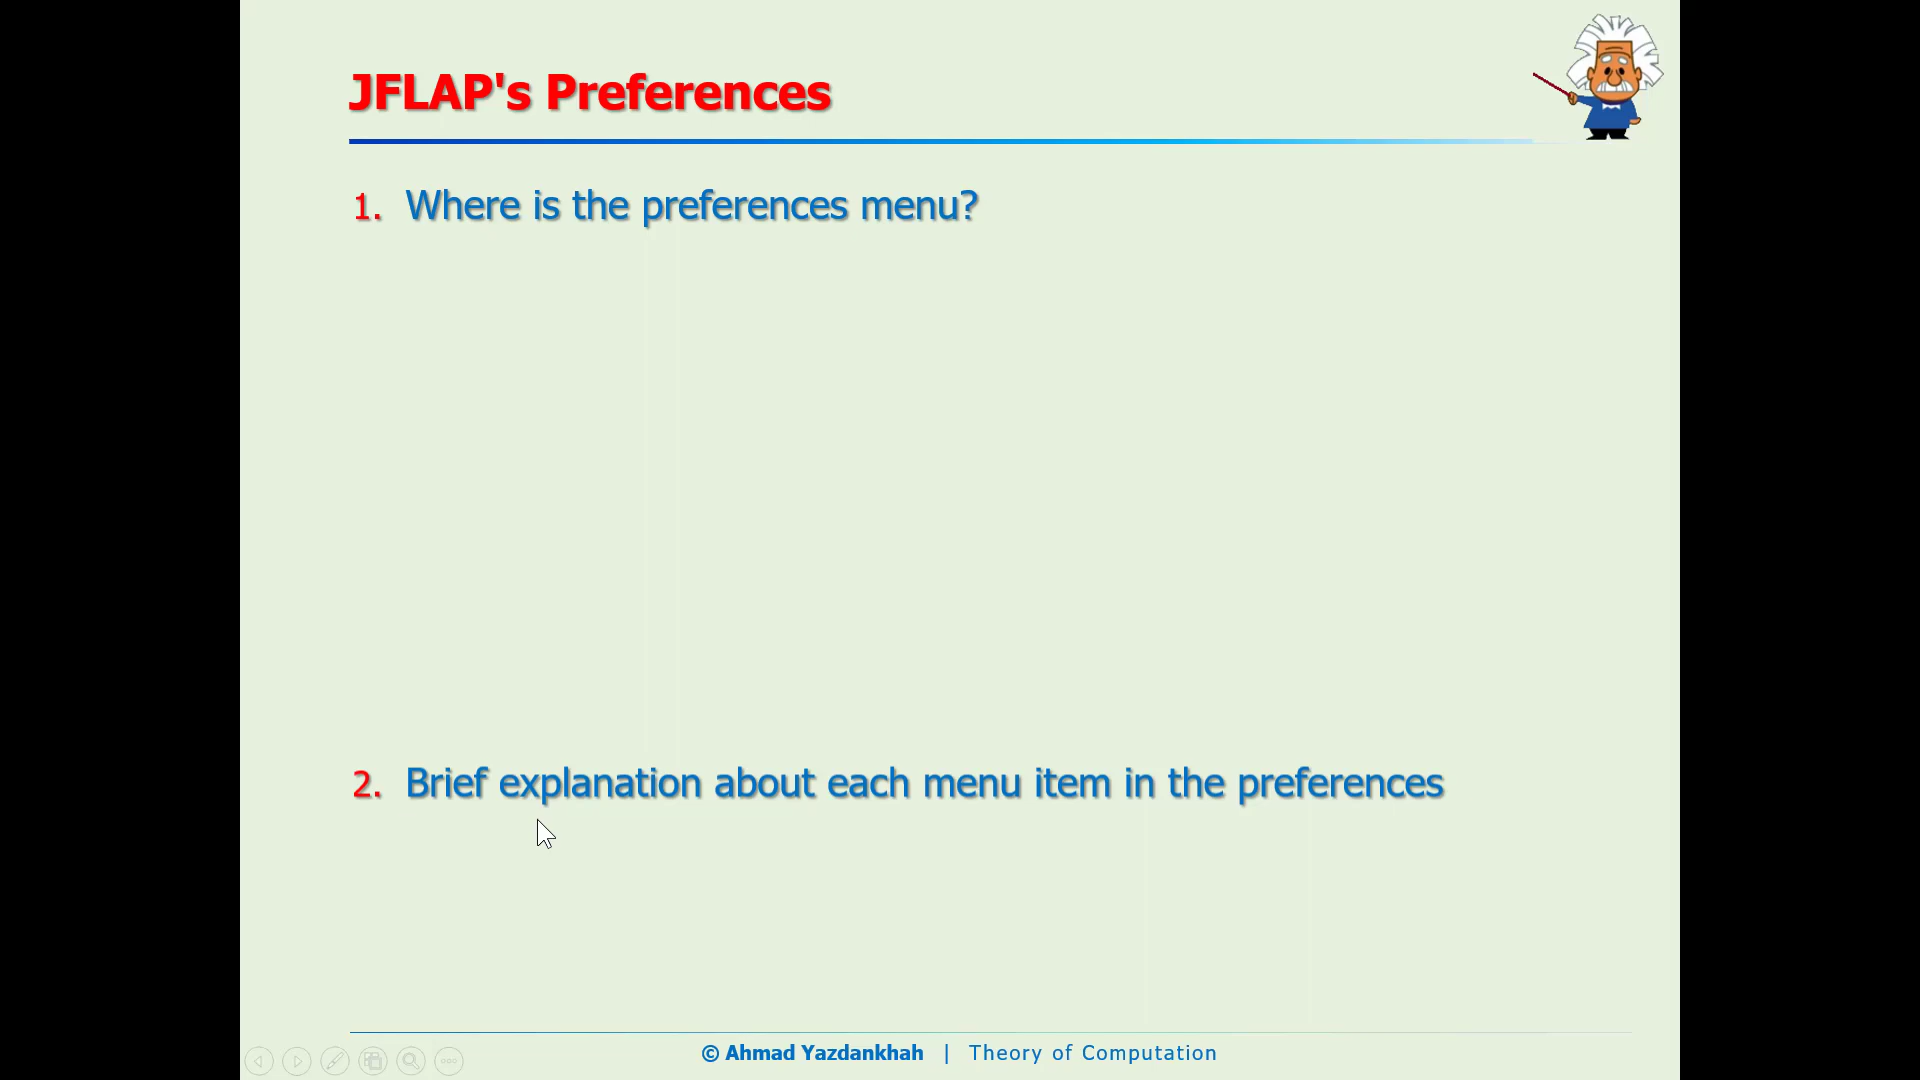 JFLAP's Preferences
1. Where is the preferences menu?
2. Brief explanation about each menu item in the preferences
© Ahmad Yazdankhah | Theory of Computation